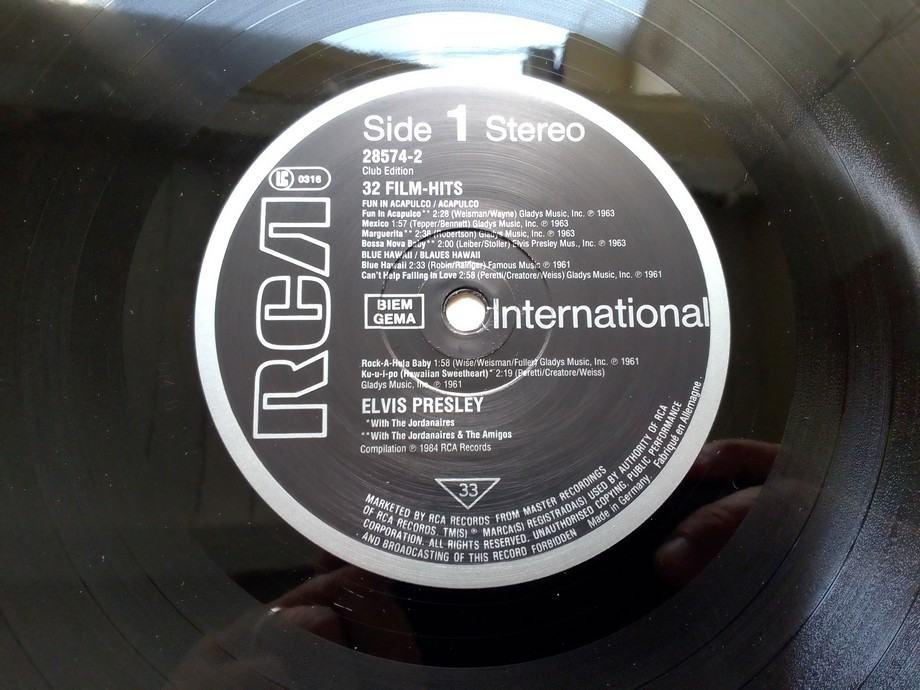 Side 1 Stereo
28574-2
Club Edition
LC 0316
32 FILM-HITS
FUN IN ACAPULCO / ACAPULCO
Fun In Acapulco** 2:28 (Weisman/Wayne) Gladys Music, Inc. ℗ 1963
Mexico 1:57 (Tepper/Bennett) Gladys Music, Inc. ℗ 1963
Marguerita** 2:38 (Robertson) Gladys Music, Inc. ℗ 1963
Bossa Nova Baby** 2:00 (Leiber/Stoller) Elvis Presley Mus., Inc. ℗ 1963
BLUE HAWAII / BLAUES HAWAII
Blue Hawaii 2:33 (Robin/Rainger) Famous Music ℗ 1961
Can't Help Falling In Love 2:58 (Peretti/Creatore/Weiss) Gladys Music, Inc. ℗ 1961
RCA
BIEM
GEMA
International
Rock-A-Hula Baby 1:58 (Wise/Weisman/Fuller) Gladys Music, Inc. ℗ 1961
Ku-u-i-po (Hawaiian Sweetheart)* 2:19 (Peretti/Creatore/Weiss)
Gladys Music, Inc. ℗ 1961
ELVIS PRESLEY
*With The Jordanaires
**With The Jordanaires & The Amigos
Compilation ℗ 1984 RCA Records
33
MARKETED BY RCA RECORDS FROM MASTER RECORDINGS
OF RCA RECORDS. TM(S) ® MARCA(S) REGISTRADA(S) USED BY AUTHORITY OF RCA
CORPORATION. ALL RIGHTS RESERVED. UNAUTHORISED COPYING, PUBLIC PERFORMANCE
AND BROADCASTING OF THIS RECORD FORBIDDEN Made in Germany. Fabriqué en Allemagne.